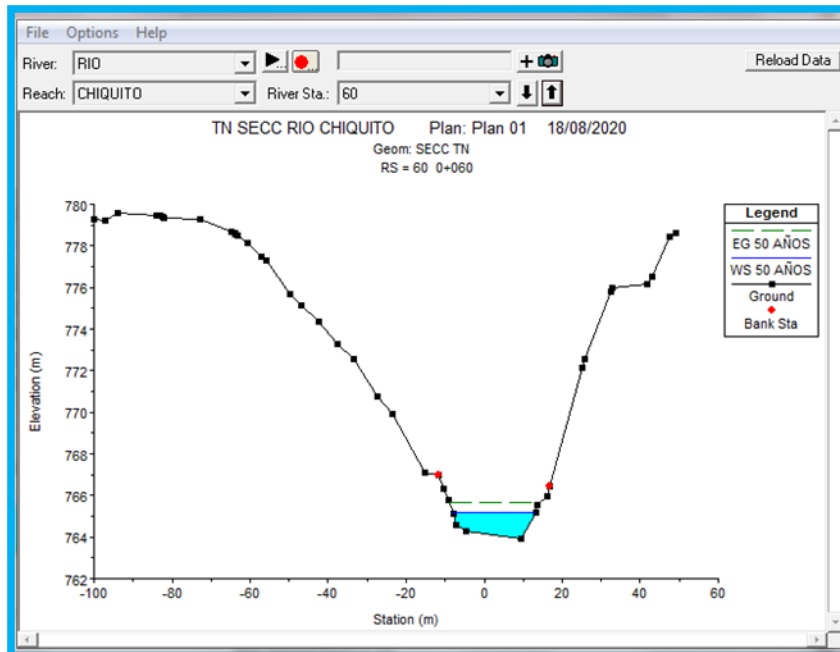 File Options Help
River: RIO
Reload Data
Reach: CHIQUITO River Sta.: 60
TN SECC RIO CHIQUITO Plan: Plan 01 18/08/2020
Geom: SECC TN
RS = 60 0+060
Legend
EG 50 AÑOS
WS 50 AÑOS
Ground
Bank Sta
Elevation (m)
780
778
776
774
772
770
768
766
764
762
-100 -80 -60 -40 -20 0 20 40 60
Station (m)